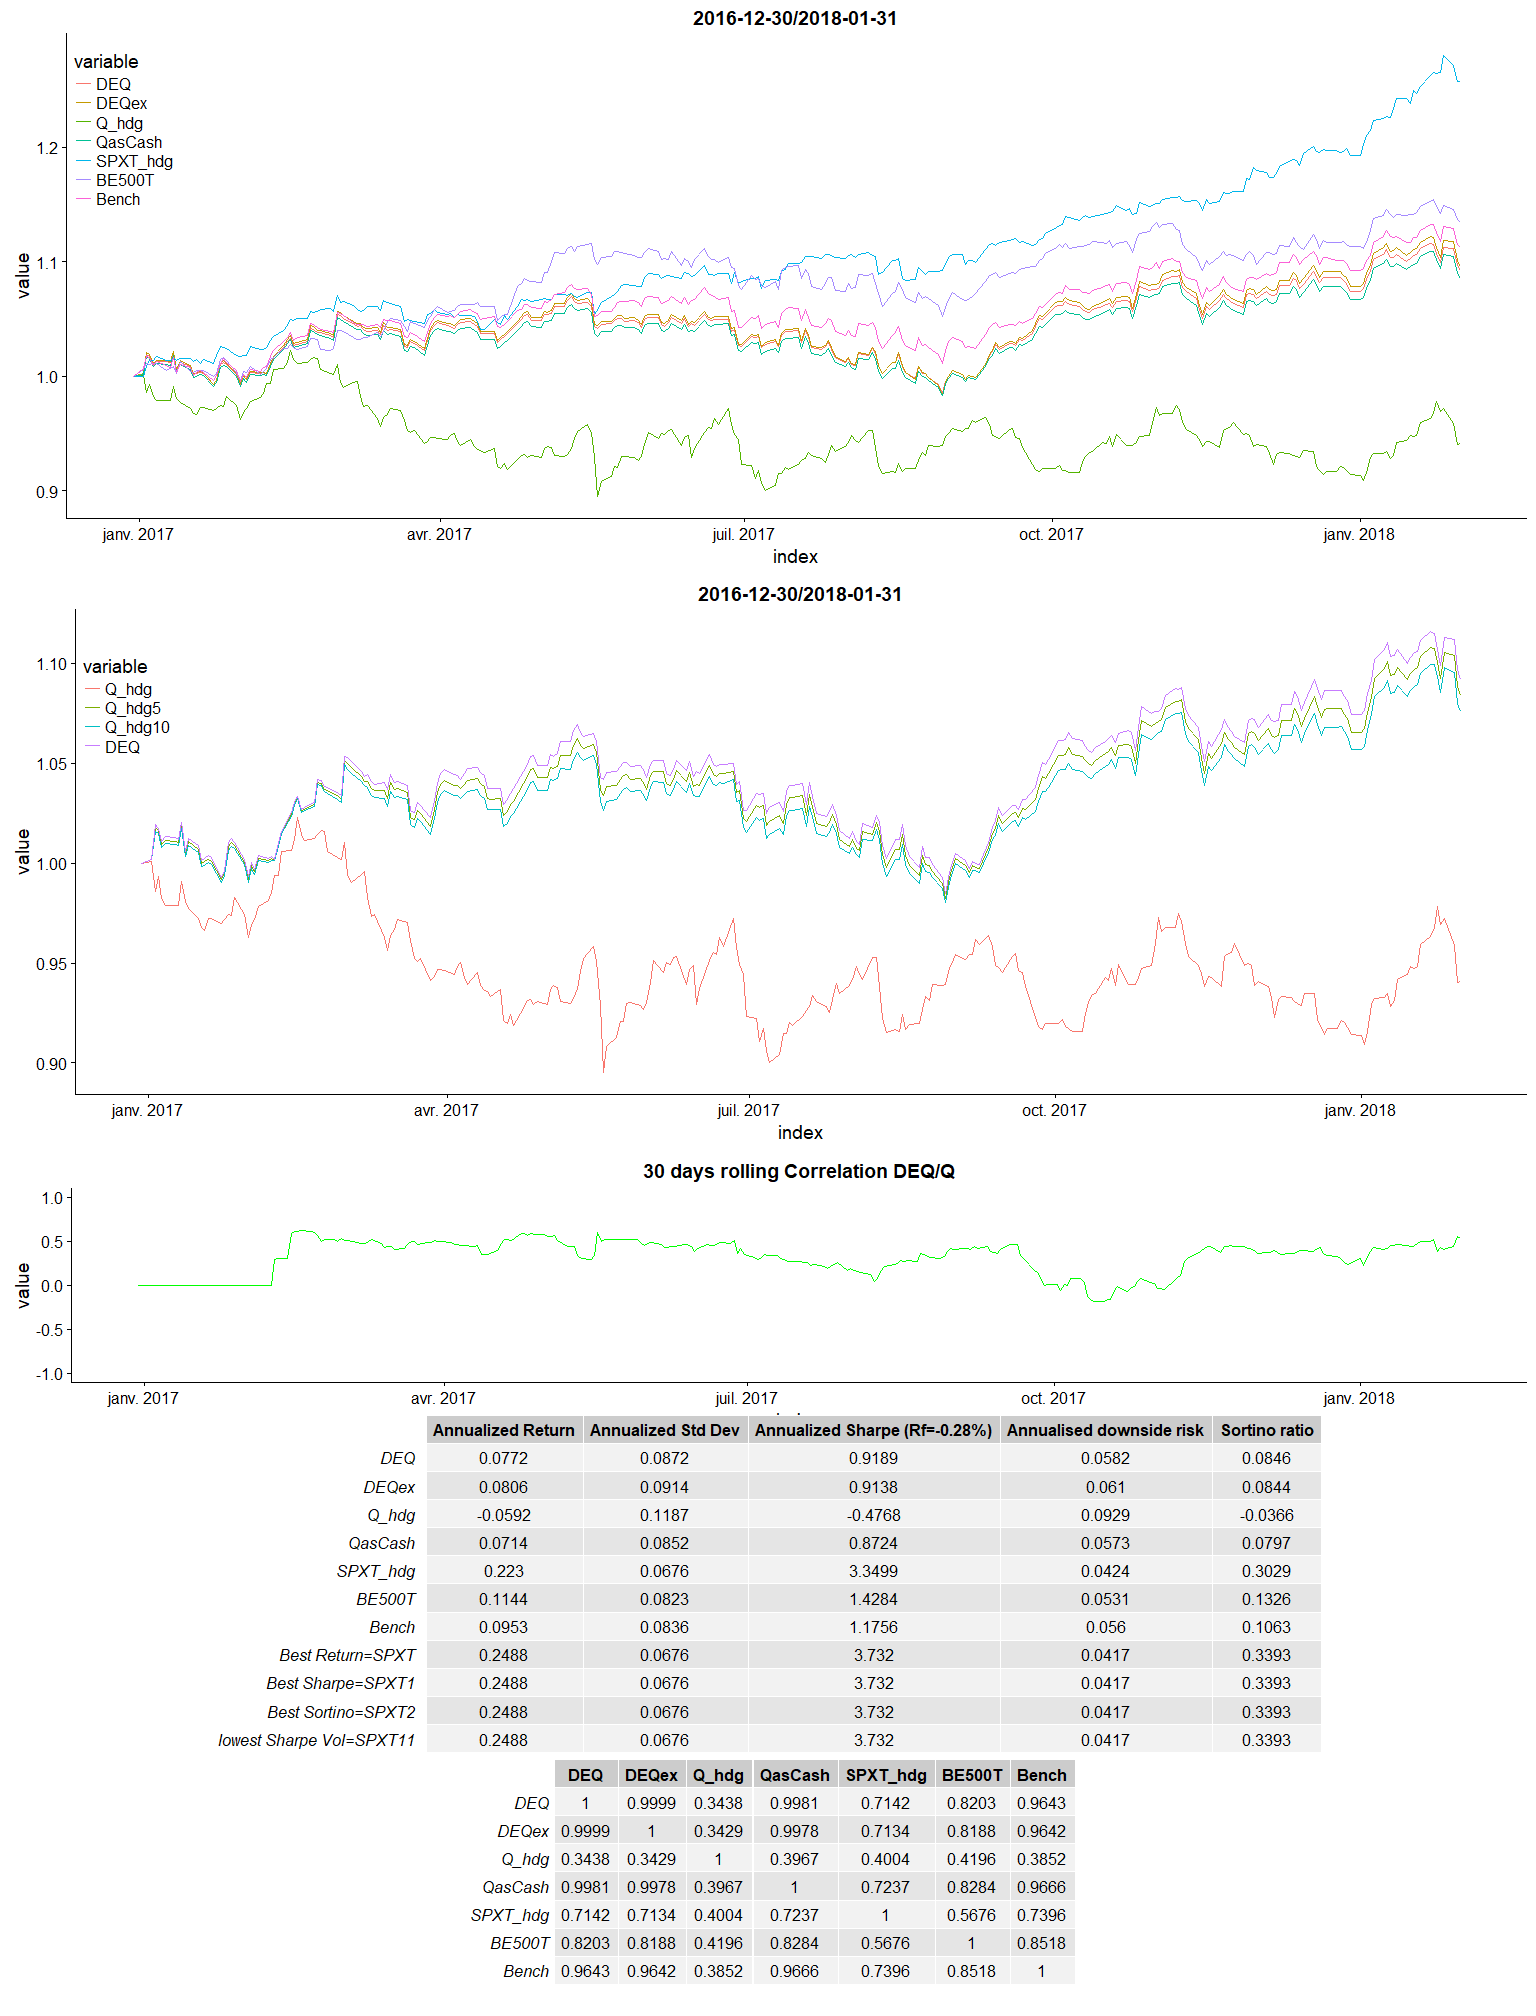 2016-12-30/2018-01-31
variable
DEQ
DEQex
Q_hdg
QasCash
SPXT_hdg
BE500T
Bench
1.2
1.1
1.0
0.9
value
janv. 2017 avr. 2017 juil. 2017 oct. 2017 janv. 2018
index
2016-12-30/2018-01-31
variable
Q_hdg
Q_hdg5
Q_hdg10
DEQ
1.10
1.05
1.00
0.95
0.90
value
janv. 2017 avr. 2017 juil. 2017 oct. 2017 janv. 2018
index
30 days rolling Correlation DEQ/Q
1.0
0.5
0.0
-0.5
-1.0
value
janv. 2017 avr. 2017 juil. 2017 oct. 2017 janv. 2018
Annualized Return Annualized Std Dev Annualized Sharpe (Rf=-0.28%) Annualised downside risk Sortino ratio
DEQ 0.0772 0.0872 0.9189 0.0582 0.0846
DEQex 0.0806 0.0914 0.9138 0.061 0.0844
Q_hdg -0.0592 0.1187 -0.4768 0.0929 -0.0366
QasCash 0.0714 0.0852 0.8724 0.0573 0.0797
SPXT_hdg 0.223 0.0676 3.3499 0.0424 0.3029
BE500T 0.1144 0.0823 1.4284 0.0531 0.1326
Bench 0.0953 0.0836 1.1756 0.056 0.1063
Best Return=SPXT 0.2488 0.0676 3.732 0.0417 0.3393
Best Sharpe=SPXT1 0.2488 0.0676 3.732 0.0417 0.3393
Best Sortino=SPXT2 0.2488 0.0676 3.732 0.0417 0.3393
lowest Sharpe Vol=SPXT11 0.2488 0.0676 3.732 0.0417 0.3393
DEQ DEQex Q_hdg QasCash SPXT_hdg BE500T Bench
DEQ 1 0.9999 0.3438 0.9981 0.7142 0.8203 0.9643
DEQex 0.9999 1 0.3429 0.9978 0.7134 0.8188 0.9642
Q_hdg 0.3438 0.3429 1 0.3967 0.4004 0.4196 0.3852
QasCash 0.9981 0.9978 0.3967 1 0.7237 0.8284 0.9666
SPXT_hdg 0.7142 0.7134 0.4004 0.7237 1 0.5676 0.7396
BE500T 0.8203 0.8188 0.4196 0.8284 0.5676 1 0.8518
Bench 0.9643 0.9642 0.3852 0.9666 0.7396 0.8518 1